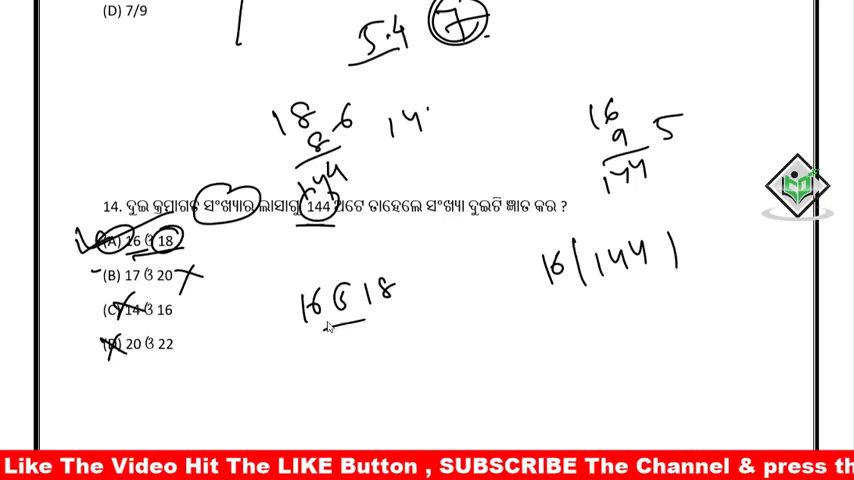 (D) 7/9
5.4 7
18 6 14
8
144
16
9 5
144
14. ଦୁଇ କ୍ରମାଗତ ସଂଖ୍ୟାର ଲାସାଗୁ 144 ଅଟେ ତାହେଲେ ସଂଖ୍ୟା ଦୁଇଟି ଜ୍ଞାତ କର ?
(A) 16 ଓ 18
(B) 17 ଓ 20
(C) 14 ଓ 16
(D) 20 ଓ 22
16 ଓ 18
16 ( 144 )
Like The Video Hit The LIKE Button , SUBSCRIBE The Channel & press th